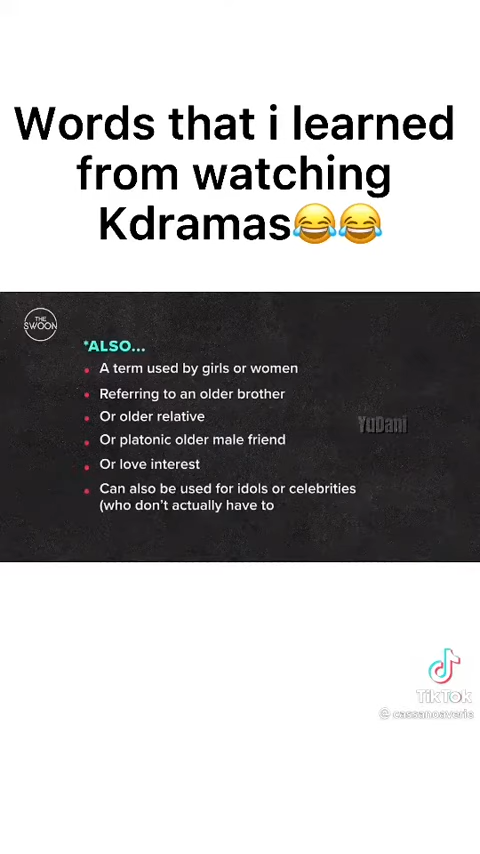 Words that i learned
from watching
Kdramas😂😂
THE
SWOON
*ALSO...
A term used by girls or women
Referring to an older brother
Or older relative
YuDani
Or platonic older male friend
Or love interest
Can also be used for idols or celebrities
(who don't actually have to
TikTok
@ cassanoaverie